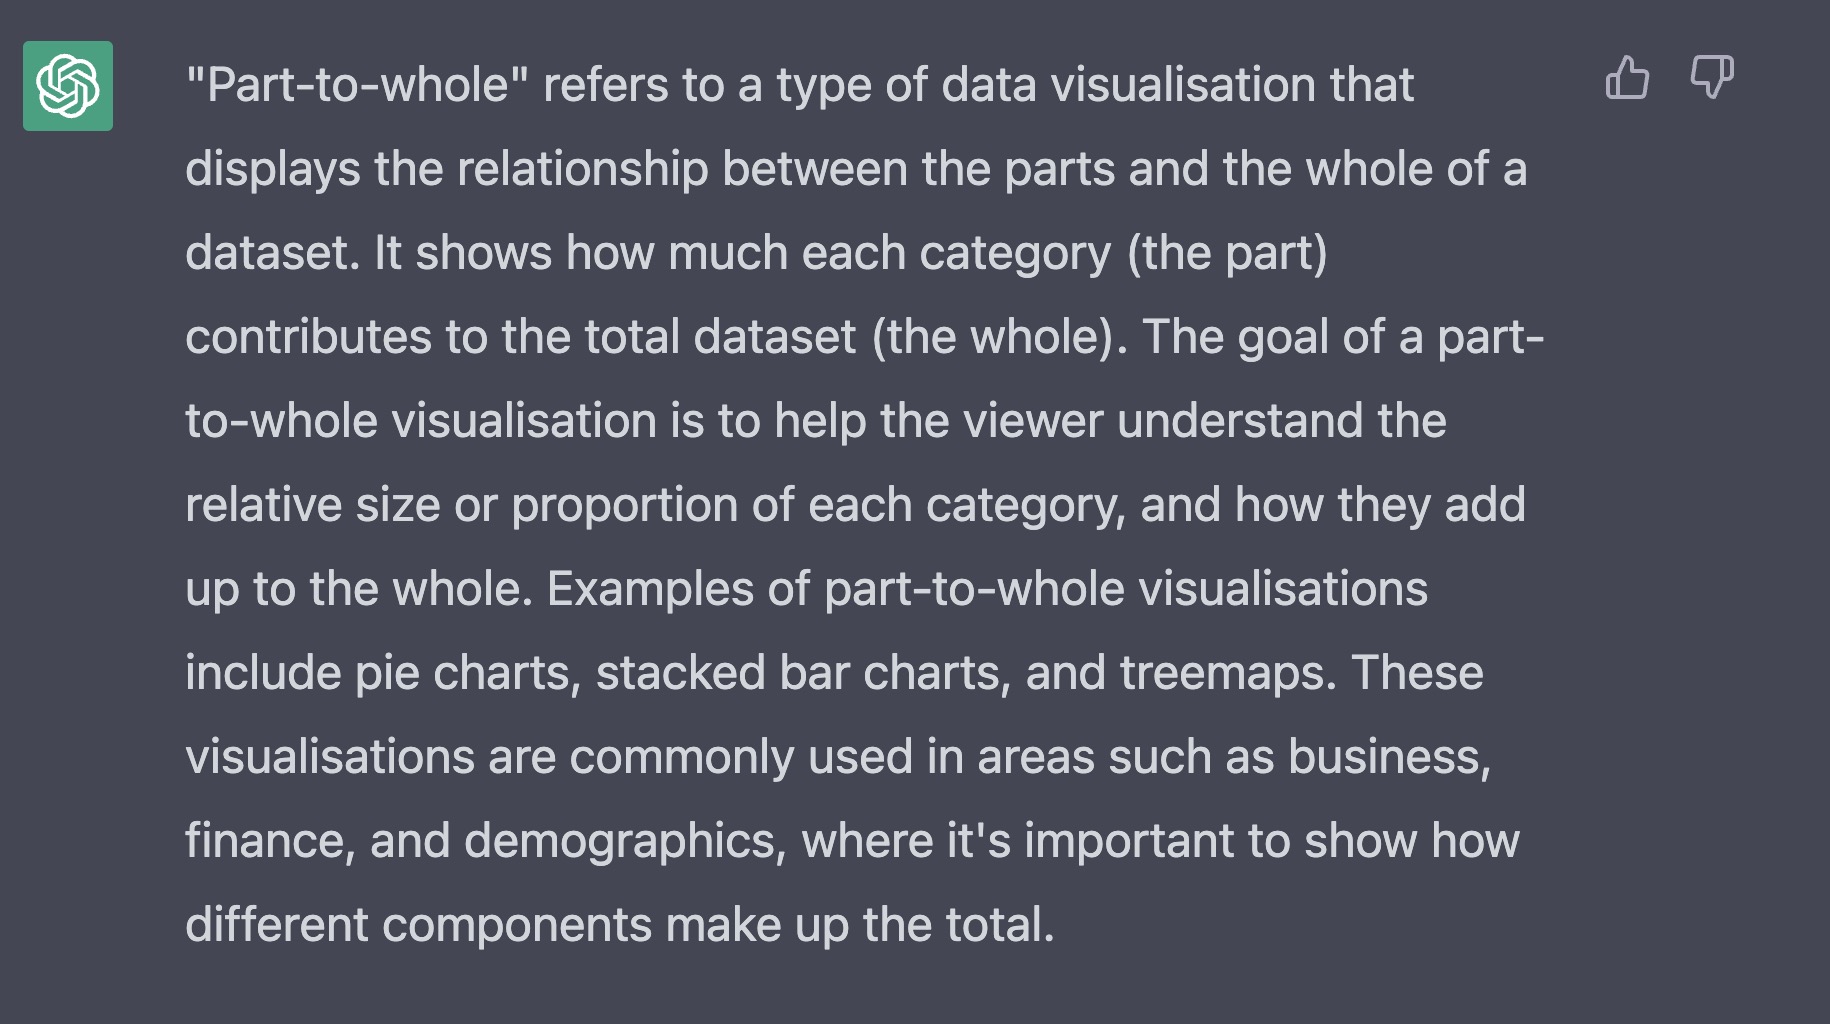 "Part-to-whole" refers to a type of data visualisation that
displays the relationship between the parts and the whole of a
dataset. It shows how much each category (the part)
contributes to the total dataset (the whole). The goal of a part-
to-whole visualisation is to help the viewer understand the
relative size or proportion of each category, and how they add
up to the whole. Examples of part-to-whole visualisations
include pie charts, stacked bar charts, and treemaps. These
visualisations are commonly used in areas such as business,
finance, and demographics, where it's important to show how
different components make up the total.